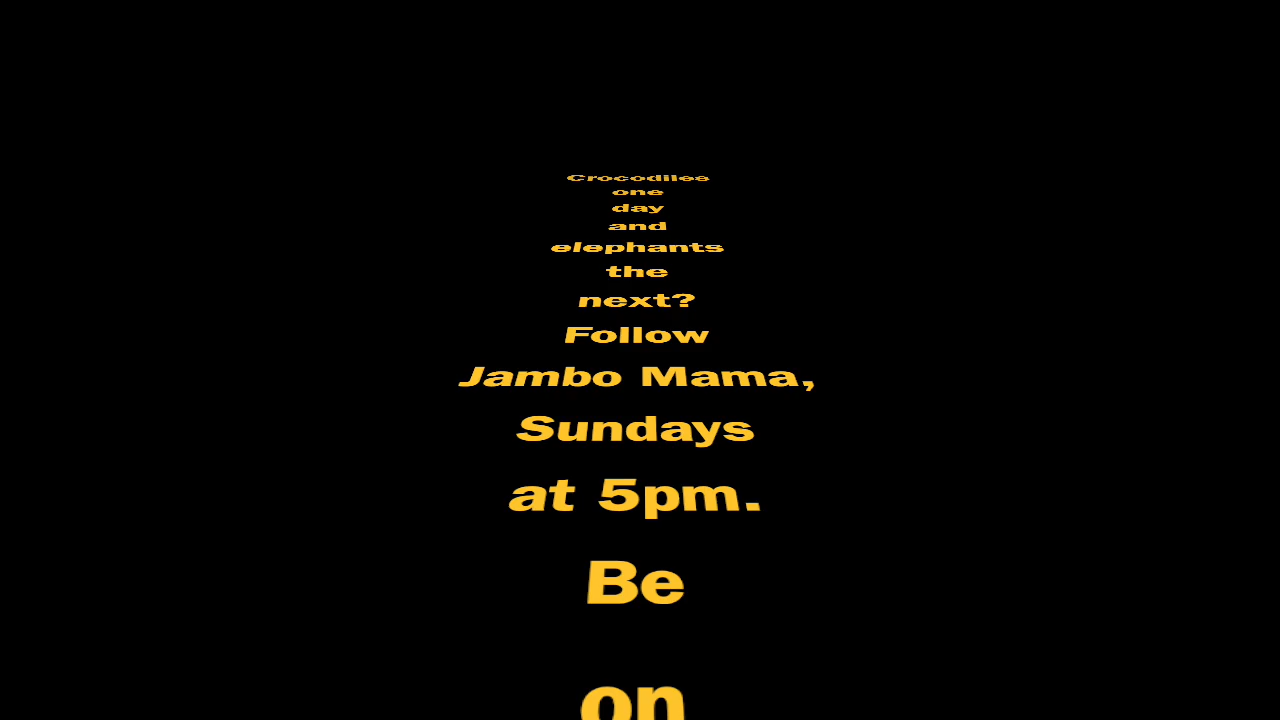 Crocodiles
one
day
and
elephants
the
next?
Follow
Jambo Mama,
Sundays
at 5pm.
Be
on